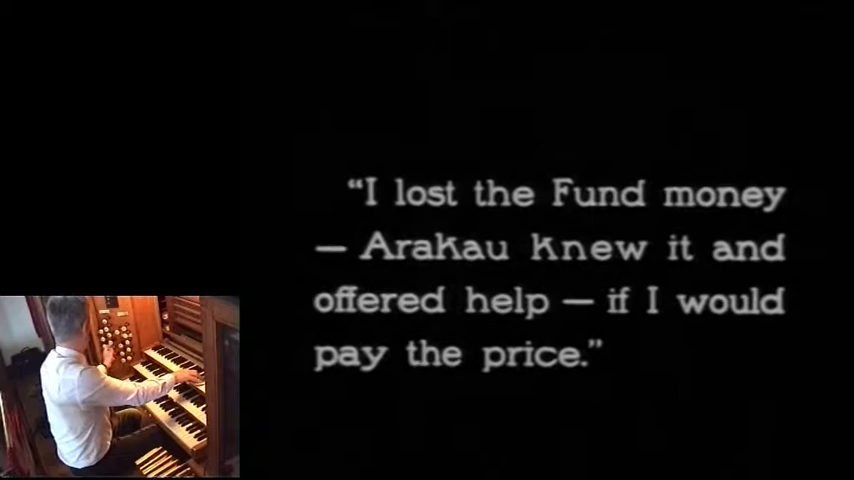 “I lost the Fund money
— Arakau knew it and
offered help — if I would
pay the price.”